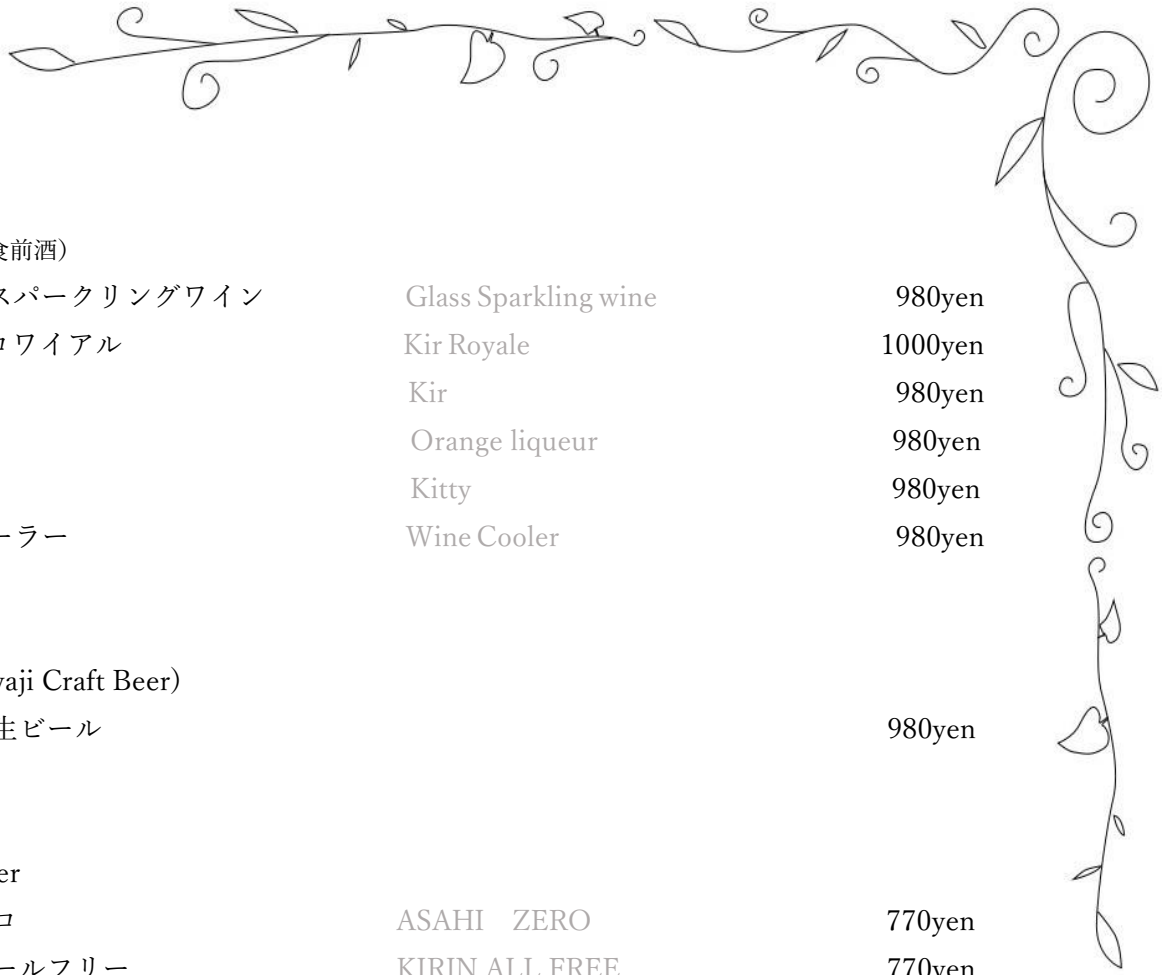 前酒)
スパークリングワイン Glass Sparkling wine 980yen
ロワイアル Kir Royale 1000yen
Kir 980yen
Orange liqueur 980yen
Kitty 980yen
ーラー Wine Cooler 980yen
aji Craft Beer)
生ビール 980yen
er
ロ ASAHI ZERO 770yen
ールフリー KIRIN ALL FREE 770yen